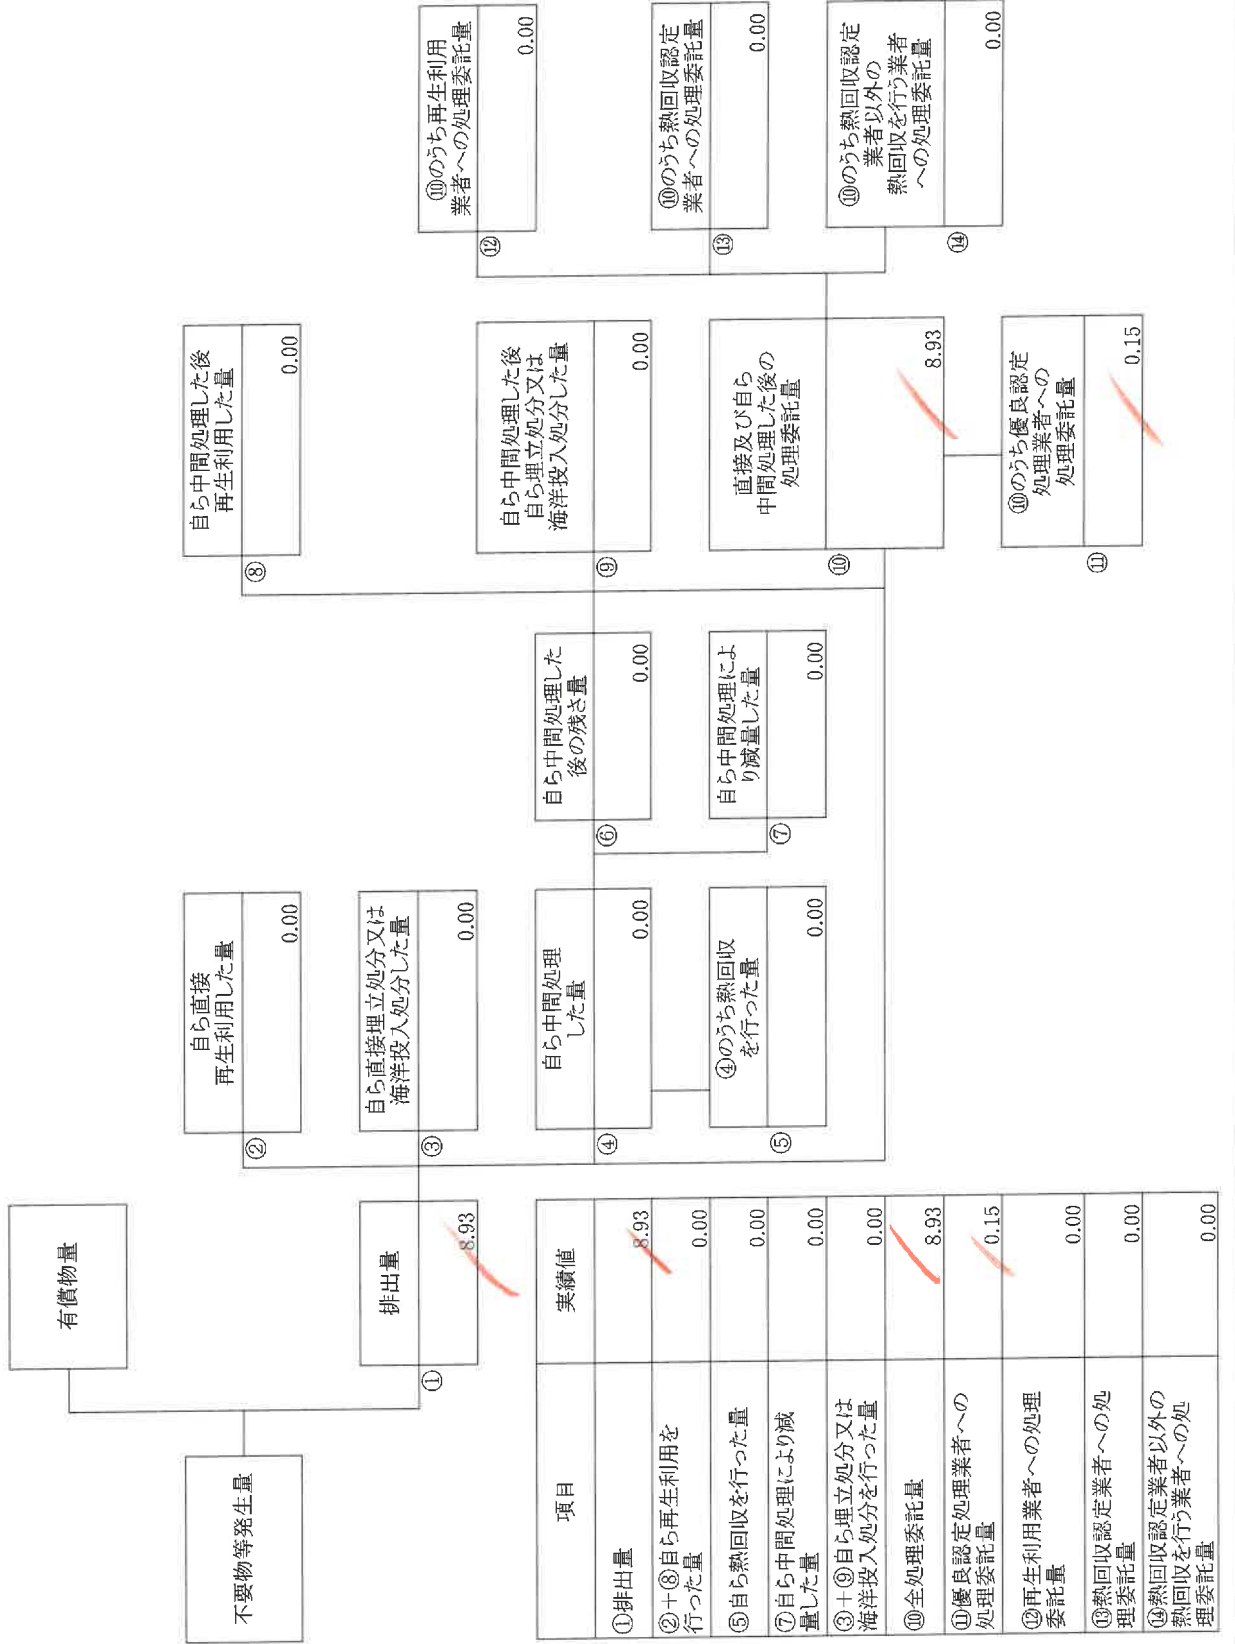 不要物等発生量
有償物量
①
排出量
8.93
②
自ら直接
再生利用した量
0.00
③
自ら直接埋立処分又は
海洋投入処分した量
0.00
④
自ら中間処理
した量
0.00
⑤
④のうち熱回収
を行った量
0.00
⑥
自ら中間処理した
後の残さ量
0.00
⑦
自ら中間処理によ
り減量した量
0.00
⑧
自ら中間処理した後
再生利用した量
0.00
⑨
自ら中間処理した後
自ら埋立処分又は
海洋投入処分した量
0.00
⑩
直接及び自ら
中間処理した後の
処理委託量
8.93
⑪
⑩のうち優良認定
処理業者への
処理委託量
0.15
⑫
⑩のうち再生利用
業者への処理委託量
0.00
⑬
⑩のうち熱回収認定
業者への処理委託量
0.00
⑭
⑩のうち熱回収認定
業者以外の
熱回収を行う業者
への処理委託量
0.00
項目 実績値
①排出量 8.93
②+⑧自ら再生利用を
行った量 0.00
⑤自ら熱回収を行った量 0.00
⑦自ら中間処理により減
量した量 0.00
③+⑨自ら埋立処分又は
海洋投入処分を行った量 0.00
⑩全処理委託量 8.93
⑪優良認定処理業者への
処理委託量 0.15
⑫再生利用業者への処理
委託量 0.00
⑬熱回収認定業者への処
理委託量 0.00
⑭熱回収認定業者以外の
熱回収を行う業者への処
理委託量 0.00